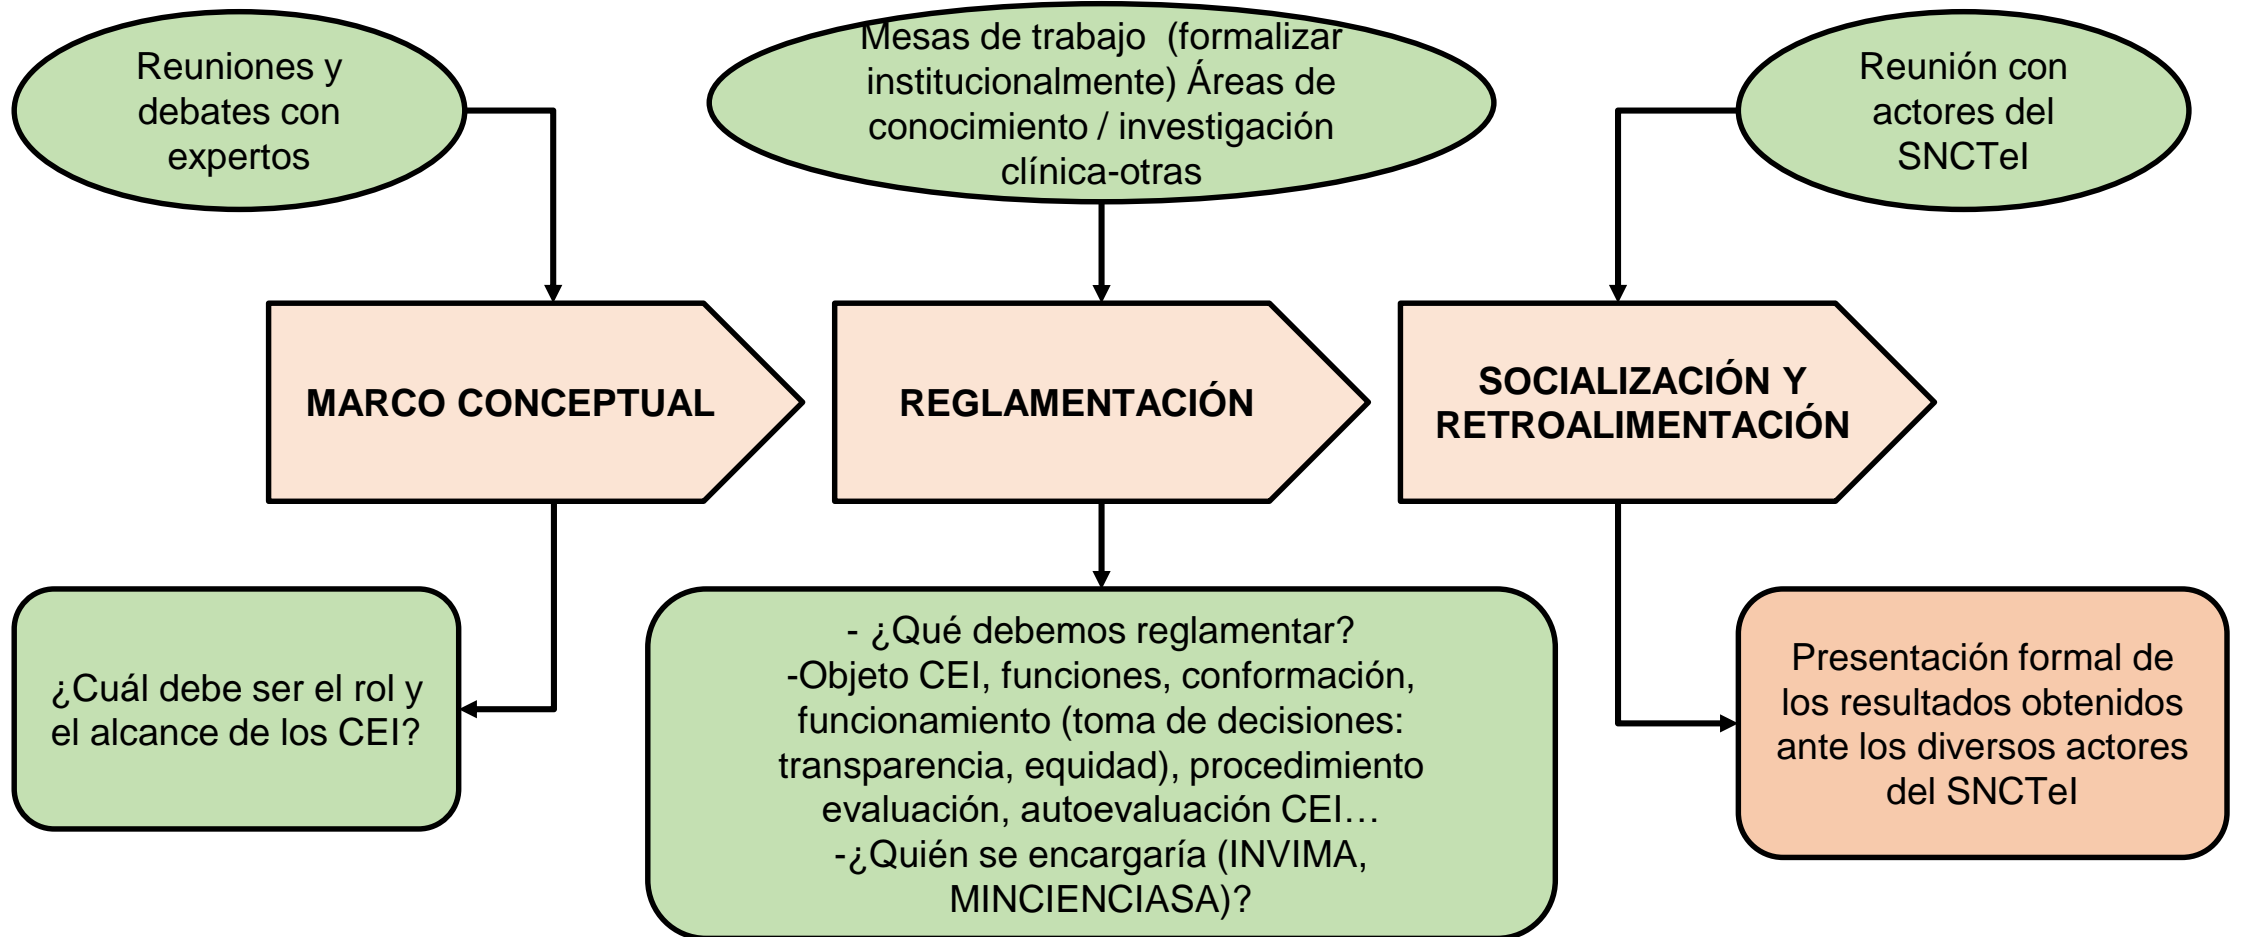 Reuniones y
debates con
expertos
Mesas de trabajo  (formalizar
institucionalmente) Áreas de
conocimiento / investigación
clínica-otras
Reunión con
actores del
SNCTeI
MARCO CONCEPTUAL
REGLAMENTACIÓN
SOCIALIZACIÓN Y
RETROALIMENTACIÓN
¿Cuál debe ser el rol y
el alcance de los CEI?
- ¿Qué debemos reglamentar?
-Objeto CEI, funciones, conformación,
funcionamiento (toma de decisiones:
transparencia, equidad), procedimiento
evaluación, autoevaluación CEI…
-¿Quién se encargaría (INVIMA,
MINCIENCIASA)?
Presentación formal de
los resultados obtenidos
ante los diversos actores
del SNCTeI